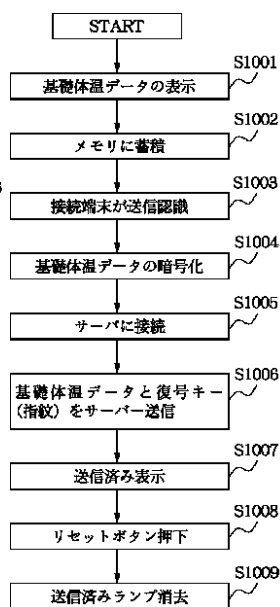 START
S1001
基礎体温データの表示
S1002
メモリに蓄積
S1003
接続端末が送信認識
S1004
基礎体温データの暗号化
S1005
サーバに接続
S1006
基礎体温データと復号キー
(指紋)をサーバー送信
S1007
送信済み表示
S1008
リセットボタン押下
S1009
送信済みランプ消去